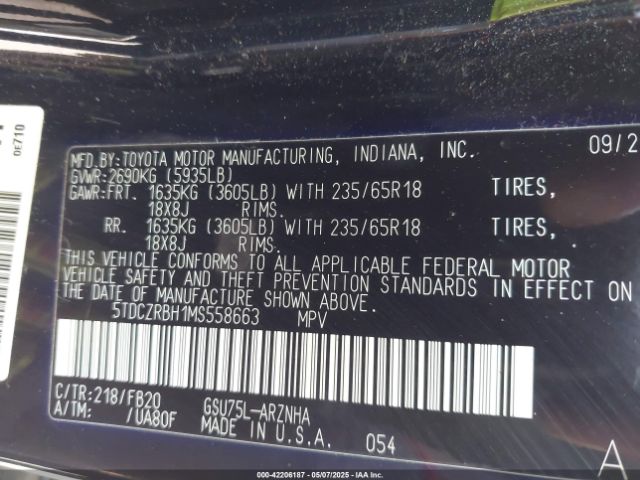 0E710
MFD.BY:TOYOTA MOTOR MANUFACTURING, INDIANA, INC. 09/2
GVWR:2690KG (5935LB)
GAWR:FRT. 1635KG (3605LB) WITH 235/65R18 TIRES,
18X8J RIMS.
RR. 1635KG (3605LB) WITH 235/65R18 TIRES,
18X8J RIMS.
THIS VEHICLE CONFORMS TO ALL APPLICABLE FEDERAL MOTOR
VEHICLE SAFETY AND THEFT PREVENTION STANDARDS IN EFFECT ON
THE DATE OF MANUFACTURE SHOWN ABOVE.
5TDCZRBH1MS558663 MPV
C/TR:218/FB20 GSU75L-ARZNHA
A/TM: /UA80F MADE IN U.S.A. 054
A
000-42206187 - 05/07/2025 - IAAI.COM